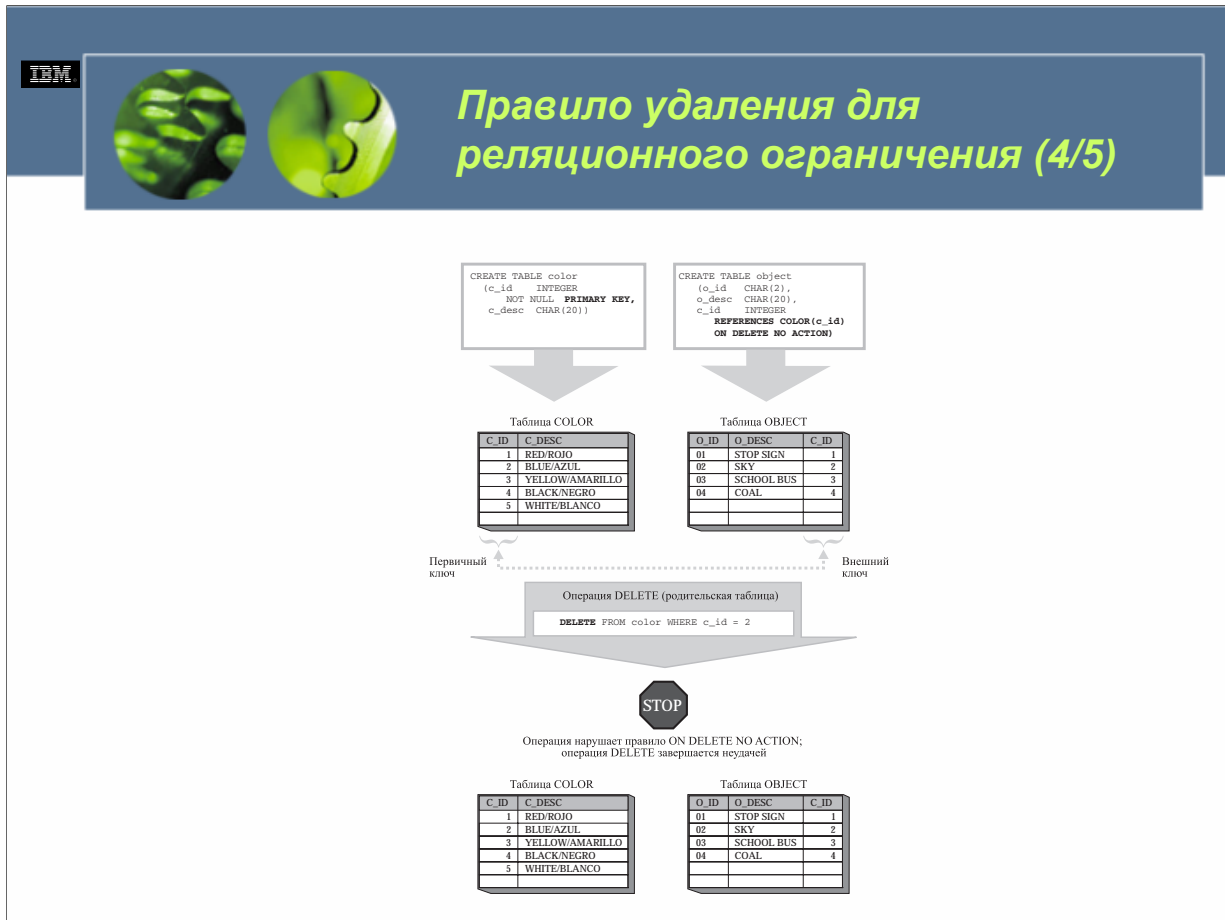 IBM.
Правило удаления для
реляционного ограничения (4/5)
CREATE TABLE color
(c_id INTEGER
NOT NULL PRIMARY KEY,
c_desc CHAR(20))
CREATE TABLE object
(o_id CHAR(2),
o_desc CHAR(20),
c_id INTEGER
REFERENCES COLOR(c_id)
ON DELETE NO ACTION)
Таблица COLOR
C_ID C_DESC
1 RED/ROJO
2 BLUE/AZUL
3 YELLOW/AMARILLO
4 BLACK/NEGRO
5 WHITE/BLANCO
Таблица OBJECT
O_ID O_DESC C_ID
01 STOP SIGN 1
02 SKY 2
03 SCHOOL BUS 3
04 COAL 4
Первичный
ключ
Внешний
ключ
Операция DELETE (родительская таблица)
DELETE FROM color WHERE c_id = 2
STOP
Операция нарушает правило ON DELETE NO ACTION;
операция DELETE завершается неудачей
Таблица COLOR
C_ID C_DESC
1 RED/ROJO
2 BLUE/AZUL
3 YELLOW/AMARILLO
4 BLACK/NEGRO
5 WHITE/BLANCO
Таблица OBJECT
O_ID O_DESC C_ID
01 STOP SIGN 1
02 SKY 2
03 SCHOOL BUS 3
04 COAL 4